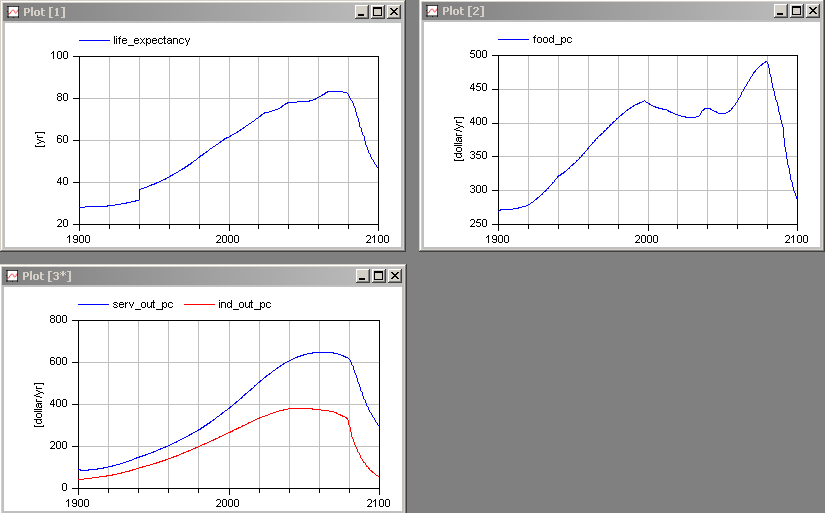 Plot [1]
life_expectancy
100
80
60
40
20
[yr]
1900
2000
2100
Plot [2]
food_pc
500
450
400
350
300
250
[dollar/yr]
1900
2000
2100
Plot [3*]
serv_out_pc ind_out_pc
800
600
400
200
0
[dollar/yr]
1900
2000
2100